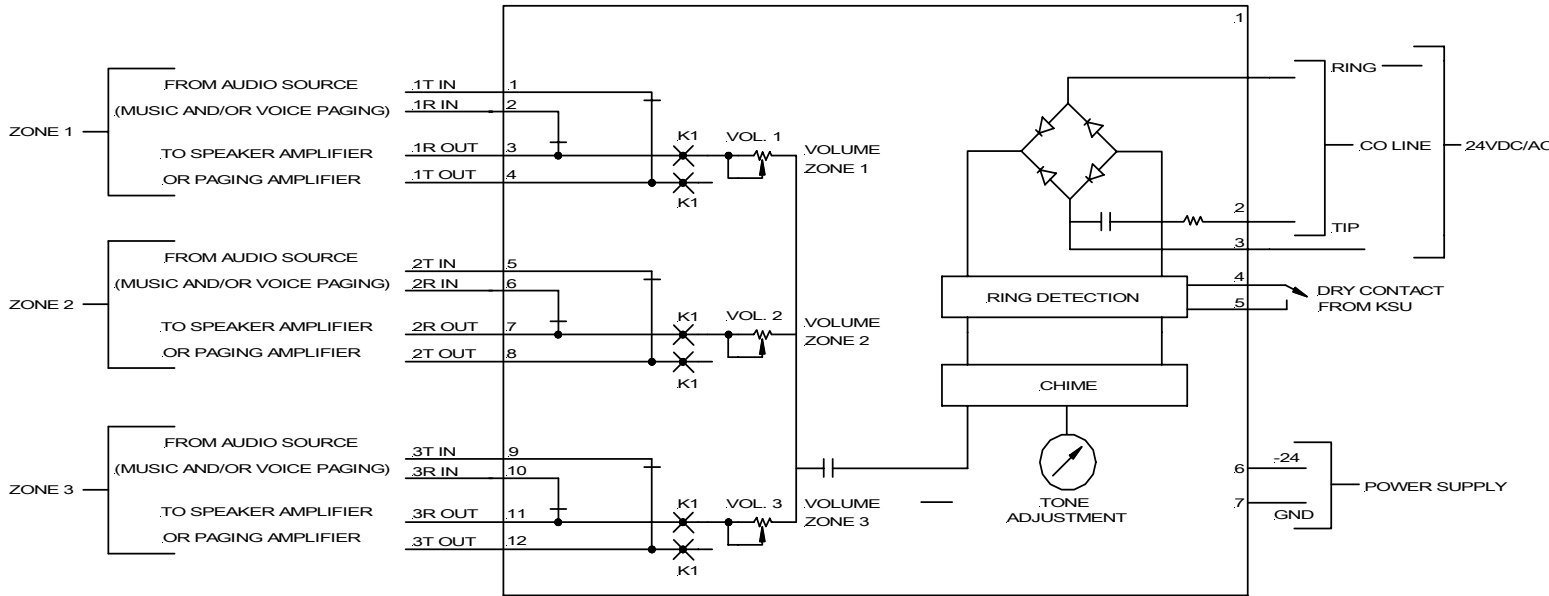 ZONE 1
FROM AUDIO SOURCE
(MUSIC AND/OR VOICE PAGING)
TO SPEAKER AMPLIFIER
OR PAGING AMPLIFIER
1T IN
1R IN
1R OUT
1T OUT
1
2
3
4
K1
K1
VOL. 1
VOLUME
ZONE 1
ZONE 2
FROM AUDIO SOURCE
(MUSIC AND/OR VOICE PAGING)
TO SPEAKER AMPLIFIER
OR PAGING AMPLIFIER
2T IN
2R IN
2R OUT
2T OUT
5
6
7
8
K1
K1
VOL. 2
VOLUME
ZONE 2
ZONE 3
FROM AUDIO SOURCE
(MUSIC AND/OR VOICE PAGING)
TO SPEAKER AMPLIFIER
OR PAGING AMPLIFIER
3T IN
3R IN
3R OUT
3T OUT
9
10
11
12
K1
K1
VOL. 3
VOLUME
ZONE 3
RING DETECTION
CHIME
TONE
ADJUSTMENT
1
2
3
4
5
6
7
RING
CO LINE
TIP
24VDC/AC
DRY CONTACT
FROM KSU
-24
GND
POWER SUPPLY